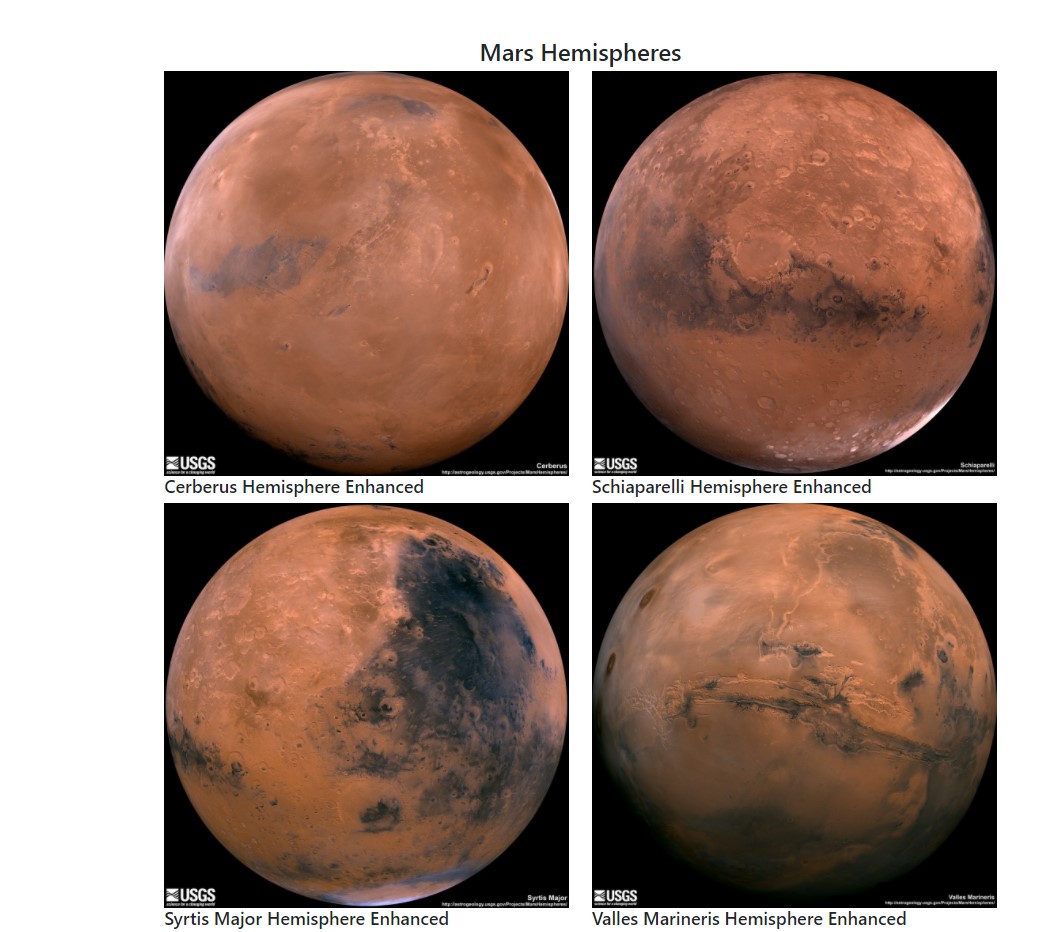 Mars Hemispheres
USGS
science for a changing world
Cerberus
http://astrogeology.usgs.gov/Projects/MarsHemispheres/
USGS
science for a changing world
Schiaparelli
http://astrogeology.usgs.gov/Projects/MarsHemispheres/
Cerberus Hemisphere Enhanced
Schiaparelli Hemisphere Enhanced
USGS
science for a changing world
Syrtis Major
http://astrogeology.usgs.gov/Projects/MarsHemispheres/
USGS
science for a changing world
Valles Marineris
http://astrogeology.usgs.gov/Projects/MarsHemispheres/
Syrtis Major Hemisphere Enhanced
Valles Marineris Hemisphere Enhanced